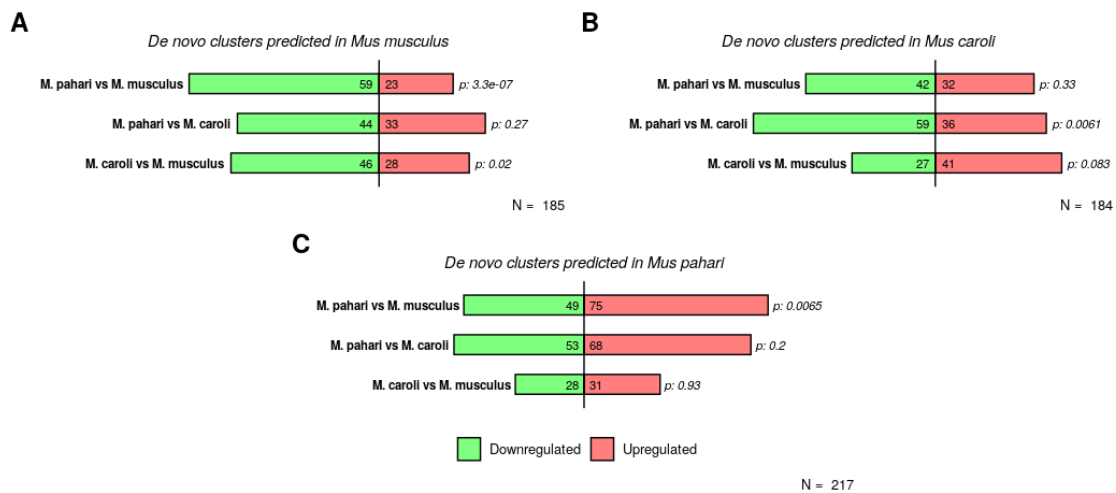 A
De novo clusters predicted in Mus musculus
M. pahari vs M. musculus 59 23 p: 3.3e-07
M. pahari vs M. caroli 44 33 p: 0.27
M. caroli vs M. musculus 46 28 p: 0.02
N = 185
B
De novo clusters predicted in Mus caroli
M. pahari vs M. musculus 42 32 p: 0.33
M. pahari vs M. caroli 59 36 p: 0.0061
M. caroli vs M. musculus 27 41 p: 0.083
N = 184
C
De novo clusters predicted in Mus pahari
M. pahari vs M. musculus 49 75 p: 0.0065
M. pahari vs M. caroli 53 68 p: 0.2
M. caroli vs M. musculus 28 31 p: 0.93
Downregulated Upregulated
N = 217